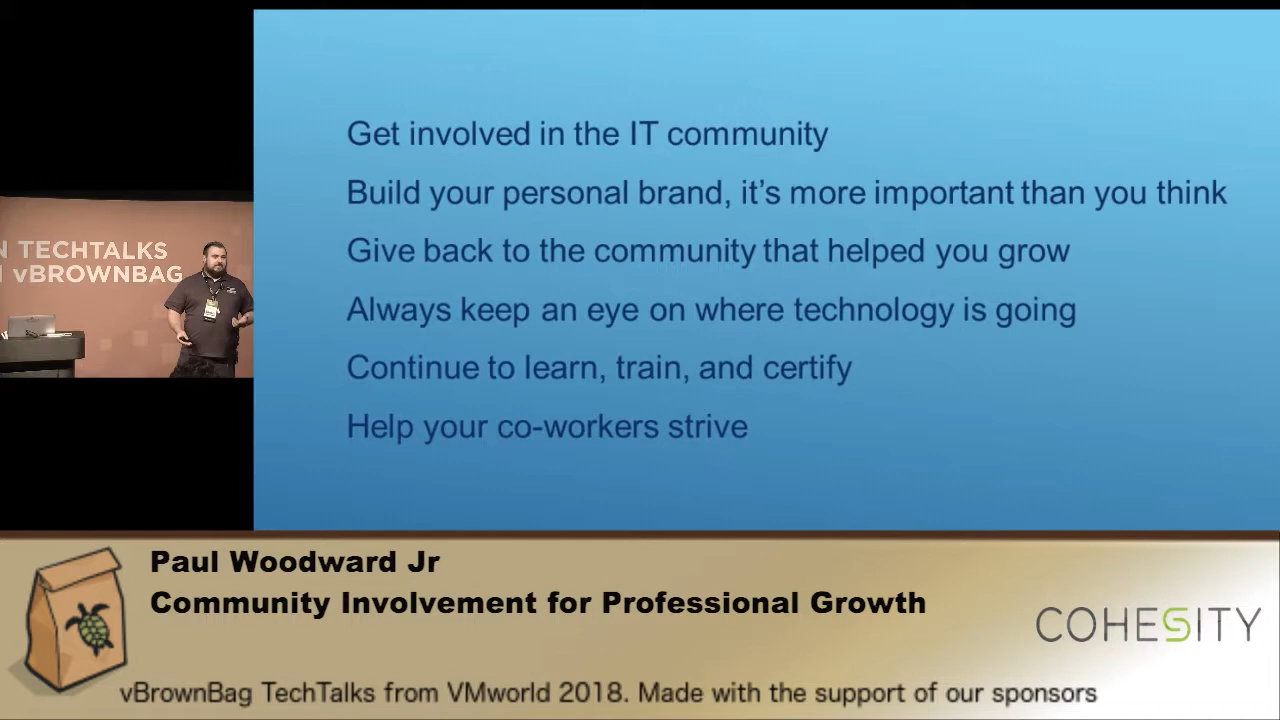 Get involved in the IT community
Build your personal brand, it's more important than you think
Give back to the community that helped you grow
Always keep an eye on where technology is going
Continue to learn, train, and certify
Help your co-workers strive
N TECHTALKS
vBROWNBAG
Paul Woodward Jr
Community Involvement for Professional Growth
COHESITY
vBrownBag TechTalks from VMworld 2018. Made with the support of our sponsors